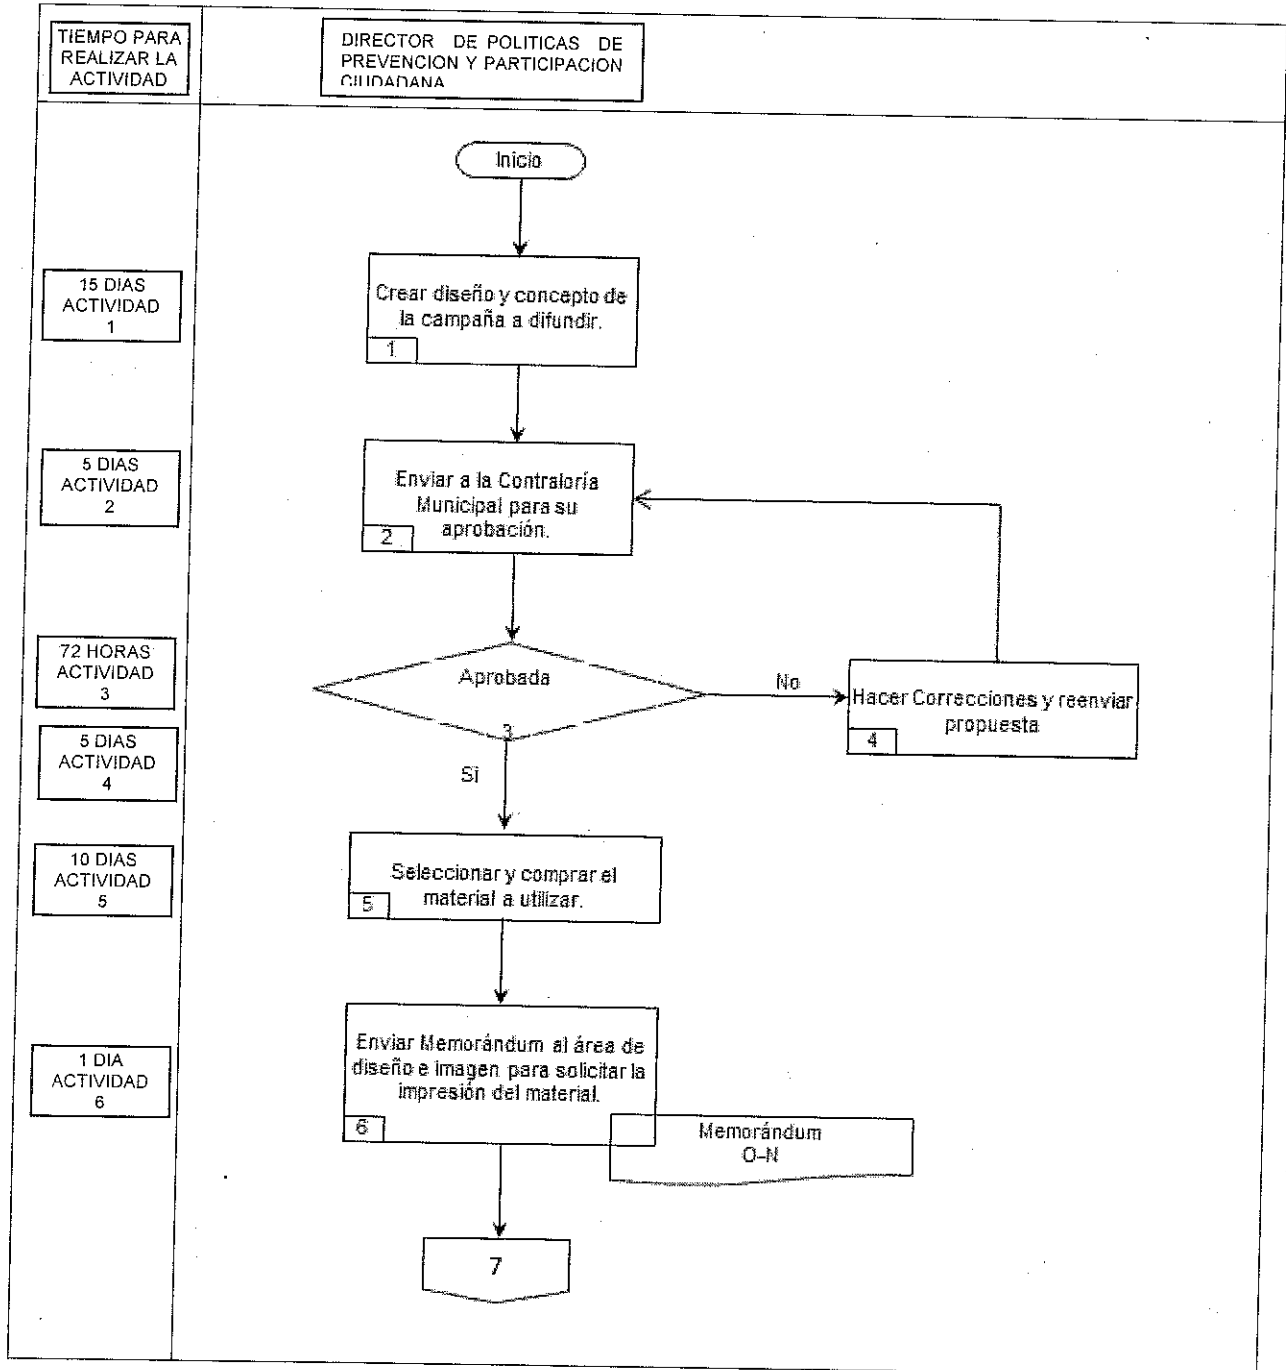 TIEMPO PARA
REALIZAR LA
ACTIVIDAD
DIRECTOR DE POLITICAS DE
PREVENCION Y PARTICIPACION
CIUDADANA
Inicio
15 DIAS
ACTIVIDAD
1
Crear diseño y concepto de
la campaña a difundir.
1
5 DIAS
ACTIVIDAD
2
Enviar a la Contraloría
Municipal para su
aprobación.
2
72 HORAS
ACTIVIDAD
3
Aprobada
3
No
Hacer Correcciones y reenviar
propuesta
4
5 DIAS
ACTIVIDAD
4
Si
10 DIAS
ACTIVIDAD
5
Seleccionar y comprar el
material a utilizar.
5
1 DIA
ACTIVIDAD
6
Enviar Memorándum al área de
diseño e Imagen para solicitar la
impresión del material.
6
Memorándum
O-N
7